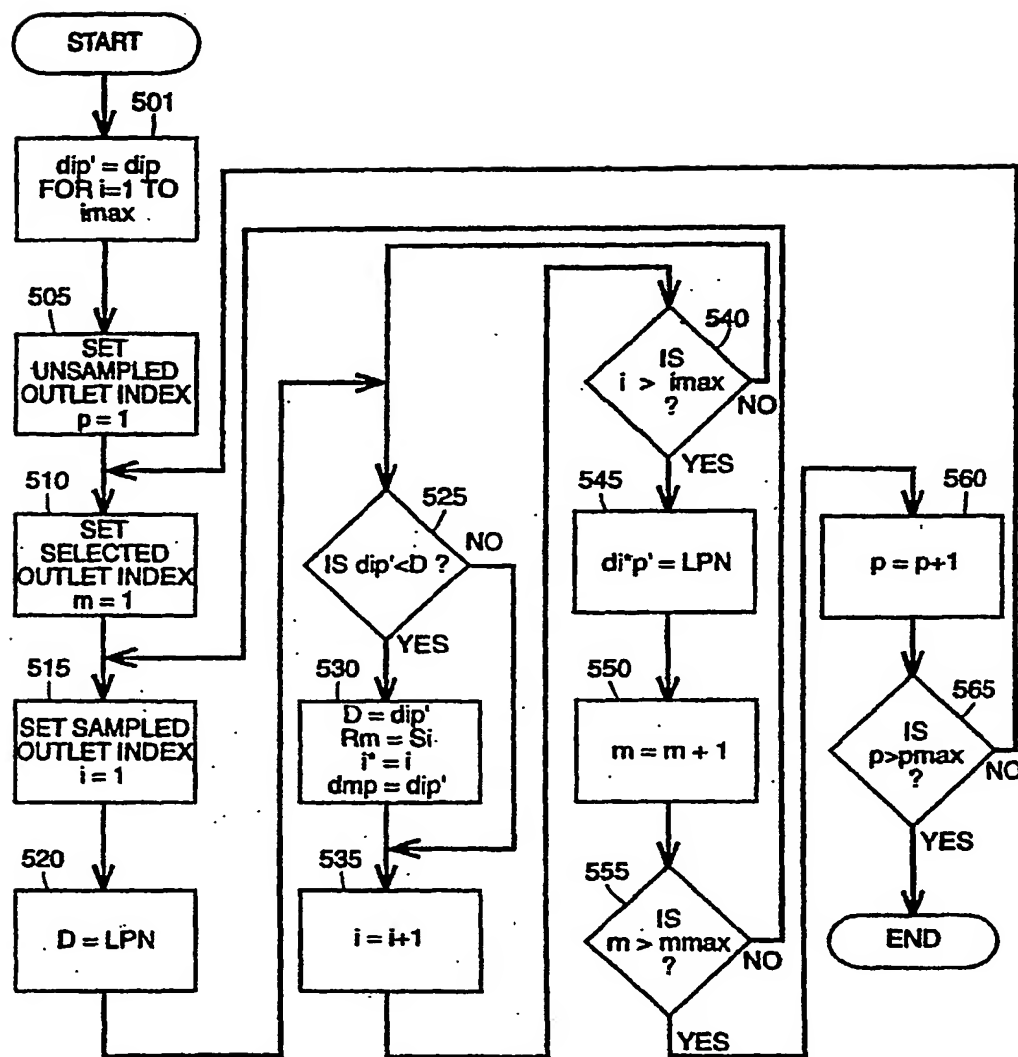 START
501
dip' = dip
FOR i=1 TO
imax
505
SET
UNSAMPLED
OUTLET INDEX
p = 1
510
SET
SELECTED
OUTLET INDEX
m = 1
515
SET SAMPLED
OUTLET INDEX
i = 1
520
D = LPN
525
IS dip'<D ?
NO
YES
530
D = dip'
Rm = Si
i* = i
dmp = dip'
535
i = i+1
540
IS
i > imax
?
NO
YES
545
di*p' = LPN
550
m = m + 1
555
IS
m > mmax
?
NO
YES
560
p = p+1
565
IS
p>pmax
?
NO
YES
END